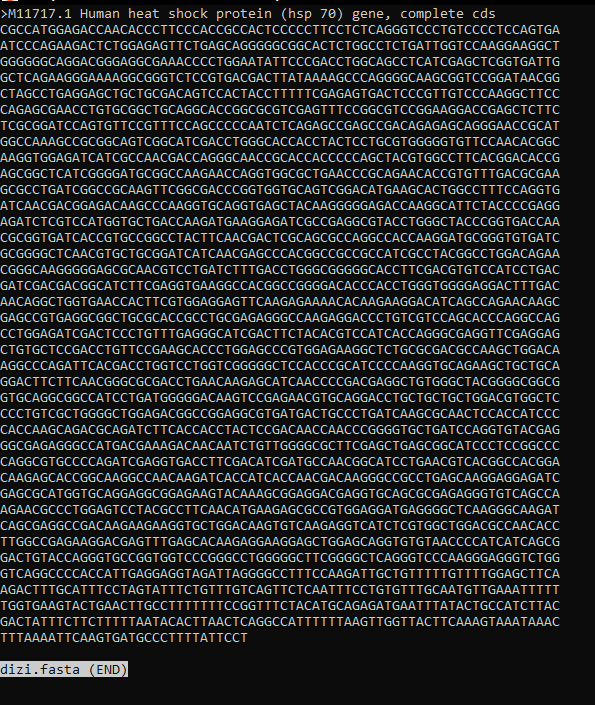 >M11717.1 Human heat shock protein (hsp 70) gene, complete cds
CGCCATGGAGACCAACACCCTTCCCACCGCCACTCCCCCTTCCTCTCAGGGTCCCTGTCCCCTCCAGTGA
ATCCCAGAAGACTCTGGAGAGTTCTGAGCAGGGGGCGGCACTCTGGCCTCTGATTGGTCCAAGGAAGGCT
GGGGGGCAGGACGGGAGGCGAAACCCCTGGAATATTCCCGACCTGGCAGCCTCATCGAGCTCGGTGATTG
GCTCAGAAGGGAAAAGGCGGGTCTCCGTGACGACTTATAAAAGCCCAGGGGCAAGCGGTCCGGATAACGG
CTAGCCTGAGGAGCTGCTGCGACAGTCCACTACCTTTTTCGAGAGTGACTCCCGTTGTCCCAAGGCTTCC
CAGAGCGAACCTGTGCGGCTGCAGGCACCGGCGCGTCGAGTTTCCGGCGTCCGGAAGGACCGAGCTCTTC
TCGCGGATCCAGTGTTCCGTTTCCAGCCCCCAATCTCAGAGCCGAGCCGACAGAGAGCAGGGAACCGCAT
GGCCAAAGCCGCGGCAGTCGGCATCGACCTGGGCACCACCTACTCCTGCGTGGGGGTGTTCCAACACGGC
AAGGTGGAGATCATCGCCAACGACCAGGGCAACCGCACCACCCCCAGCTACGTGGCCTTCACGGACACCG
AGCGGCTCATCGGGGATGCGGCCAAGAACCAGGTGGCGCTGAACCCGCAGAACACCGTGTTTGACGCGAA
GCGCCTGATCGGCCGCAAGTTCGGCGACCCGGTGGTGCAGTCGGACATGAAGCACTGGCCTTTCCAGGTG
ATCAACGACGGAGACAAGCCCAAGGTGCAGGTGAGCTACAAGGGGGAGACCAAGGCATTCTACCCCGAGG
AGATCTCGTCCATGGTGCTGACCAAGATGAAGGAGATCGCCGAGGCGTACCTGGGCTACCCGGTGACCAA
CGCGGTGATCACCGTGCCGGCCTACTTCAACGACTCGCAGCGCCAGGCCACCAAGGATGCGGGTGTGATC
GCGGGGCTCAACGTGCTGCGGATCATCAACGAGCCCACGGCCGCCGCCATCGCCTACGGCCTGGACAGAA
CGGGCAAGGGGGAGCGCAACGTCCTGATCTTTGACCTGGGCGGGGGCACCTTCGACGTGTCCATCCTGAC
GATCGACGACGGCATCTTCGAGGTGAAGGCCACGGCCGGGGACACCCACCTGGGTGGGGAGGACTTTGAC
AACAGGCTGGTGAACCACTTCGTGGAGGAGTTCAAGAGAAAACACAAGAAGGACATCAGCCAGAACAAGC
GAGCCGTGAGGCGGCTGCGCACCGCCTGCGAGAGGGCCAAGAGGACCCTGTCGTCCAGCACCCAGGCCAG
CCTGGAGATCGACTCCCTGTTTGAGGGCATCGACTTCTACACGTCCATCACCAGGGCGAGGTTCGAGGAG
CTGTGCTCCGACCTGTTCCGAAGCACCCTGGAGCCCGTGGAGAAGGCTCTGCGCGACGCCAAGCTGGACA
AGGCCCAGATTCACGACCTGGTCCTGGTCGGGGGCTCCACCCGCATCCCCAAGGTGCAGAAGCTGCTGCA
GGACTTCTTCAACGGGCGCGACCTGAACAAGAGCATCAACCCCGACGAGGCTGTGGGCTACGGGGCGGCG
GTGCAGGCGGCCATCCTGATGGGGGACAAGTCCGAGAACGTGCAGGACCTGCTGCTGCTGGACGTGGCTC
CCCTGTCGCTGGGGCTGGAGACGGCCGGAGGCGTGATGACTGCCCTGATCAAGCGCAACTCCACCATCCC
CACCAAGCAGACGCAGATCTTCACCACCTACTCCGACAACCAACCCGGGGTGCTGATCCAGGTGTACGAG
GGCGAGAGGGCCATGACGAAAGACAACAATCTGTTGGGGCGCTTCGAGCTGAGCGGCATCCCTCCGGCCC
CAGGCGTGCCCCAGATCGAGGTGACCTTCGACATCGATGCCAACGGCATCCTGAACGTCACGGCCACGGA
CAAGAGCACCGGCAAGGCCAACAAGATCACCATCACCAACGACAAGGGCCGCCTGAGCAAGGAGGAGATC
GAGCGCATGGTGCAGGAGGCGGAGAAGTACAAAGCGGAGGACGAGGTGCAGCGCGAGAGGGTGTCAGCCA
AGAACGCCCTGGAGTCCTACGCCTTCAACATGAAGAGCGCCGTGGAGGATGAGGGGCTCAAGGGCAAGAT
CAGCGAGGCCGACAAGAAGAAGGTGCTGGACAAGTGTCAAGAGGTCATCTCGTGGCTGGACGCCAACACC
TTGGCCGAGAAGGACGAGTTTGAGCACAAGAGGAAGGAGCTGGAGCAGGTGTGTAACCCCATCATCAGCG
GACTGTACCAGGGTGCCGGTGGTCCCGGGCCTGGGGGCTTCGGGGCTCAGGGTCCCAAGGGAGGGTCTGG
GTCAGGCCCCACCATTGAGGAGGTAGATTAGGGGCCTTTCCAAGATTGCTGTTTTTGTTTTGGAGCTTCA
AGACTTTGCATTTCCTAGTATTTCTGTTTGTCAGTTCTCAATTTCCTGTGTTTGCAATGTTGAAATTTTT
TGGTGAAGTACTGAACTTGCCTTTTTTTCCGGTTTCTACATGCAGAGATGAATTTATACTGCCATCTTAC
GACTATTTCTTCTTTTTAATACACTTAACTCAGGCCATTTTTTAAGTTGGTTACTTCAAAGTAAATAAAC
TTTAAAATTCAAGTGATGCCCTTTTATTCCT
dizi.fasta (END)